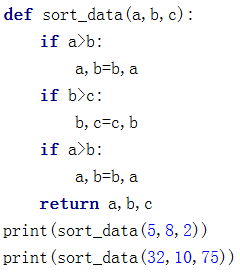 def sort_data(a,b,c):
    if a>b:
        a,b=b,a
    if b>c:
        b,c=c,b
    if a>b:
        a,b=b,a
    return a,b,c
print(sort_data(5,8,2))
print(sort_data(32,10,75))